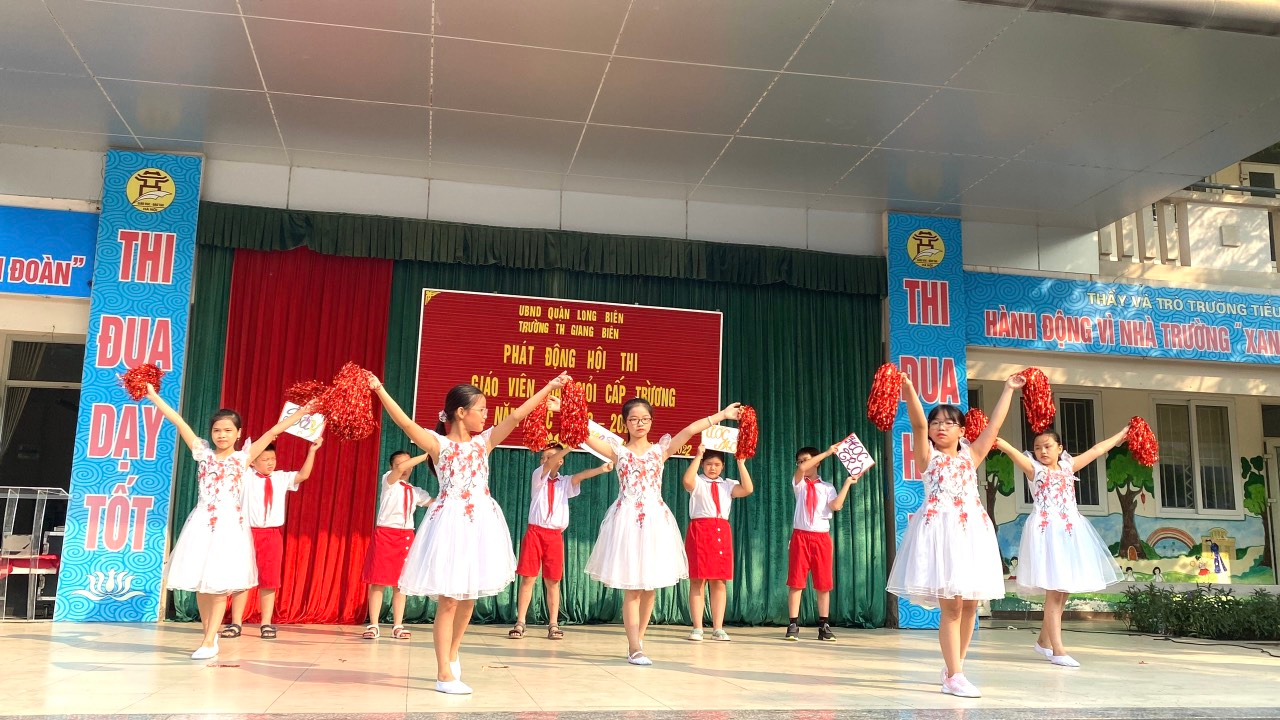 N ĐOÀN”
THI
ĐUA
DẠY
TỐT
UBND QUẬN LONG BIÊN
TRƯỜNG TH GIANG BIÊN
PHÁT ĐỘNG HỘI THI
GIÁO VIÊN GIỎI CẤP TRƯỜNG
NĂM
THI
ĐUA
H
THẦY VÀ TRÒ TRƯỜNG TIỂU
HÀNH ĐỘNG VÌ NHÀ TRƯỜNG “XAN